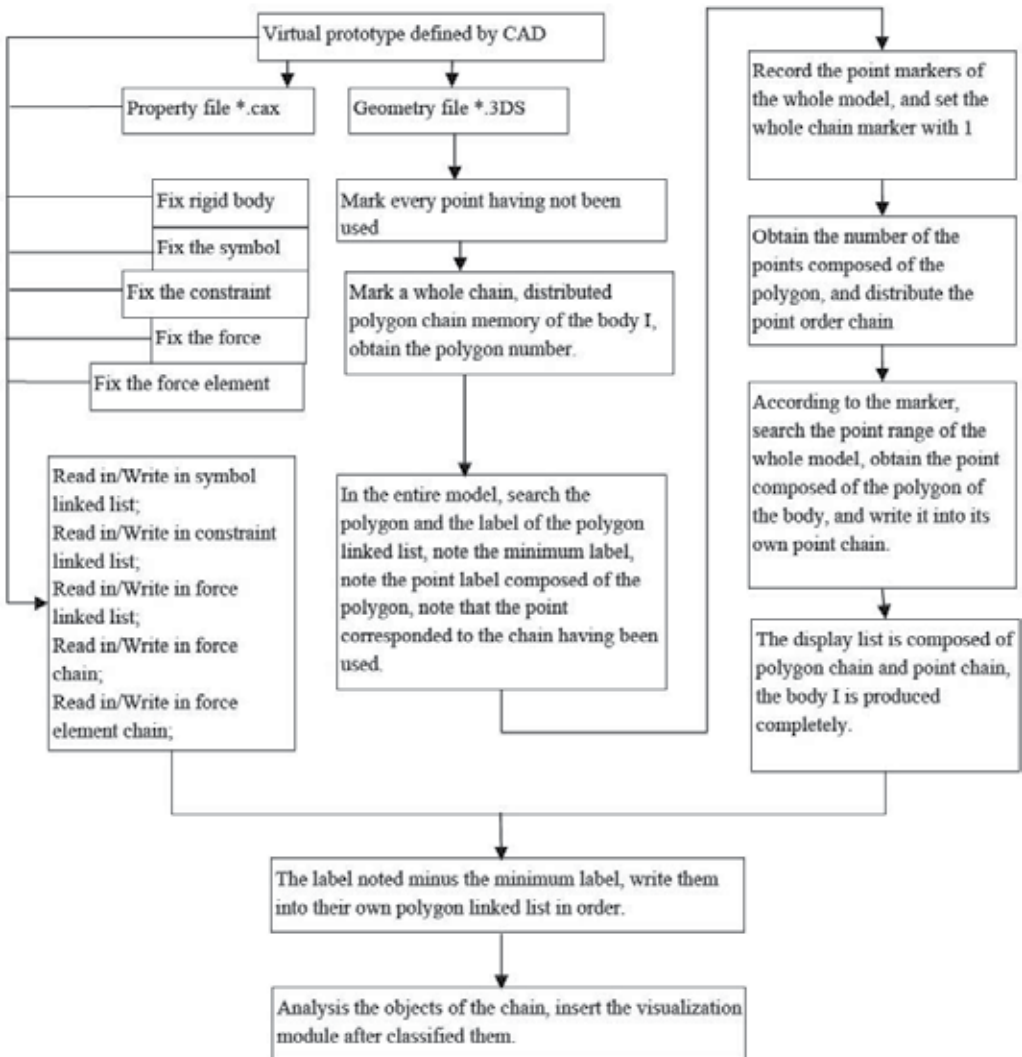 Virtual prototype defined by CAD
Property file *.cax
Geometry file *.3DS
Fix rigid body
Fix the symbol
Fix the constraint
Fix the force
Fix the force element
Read in/Write in symbol
linked list;
Read in/Write in constraint
linked list;
Read in/Write in force
linked list;
Read in/Write in force
chain;
Read in/Write in force
element chain;
Mark every point having not been
used
Mark a whole chain, distributed
polygon chain memory of the body I,
obtain the polygon number.
In the entire model, search the
polygon and the label of the polygon
linked list, note the minimum label,
note the point label composed of the
polygon, note that the point
corresponded to the chain having been
used.
Record the point markers of
the whole model, and set the
whole chain marker with 1
Obtain the number of the
points composed of the
polygon, and distribute the
point order chain
According to the marker,
search the point range of the
whole model, obtain the point
composed of the polygon of
the body, and write it into its
own point chain.
The display list is composed of
polygon chain and point chain,
the body I is produced
completely.
The label noted minus the minimum label, write them
into their own polygon linked list in order.
Analysis the objects of the chain, insert the visualization
module after classified them.